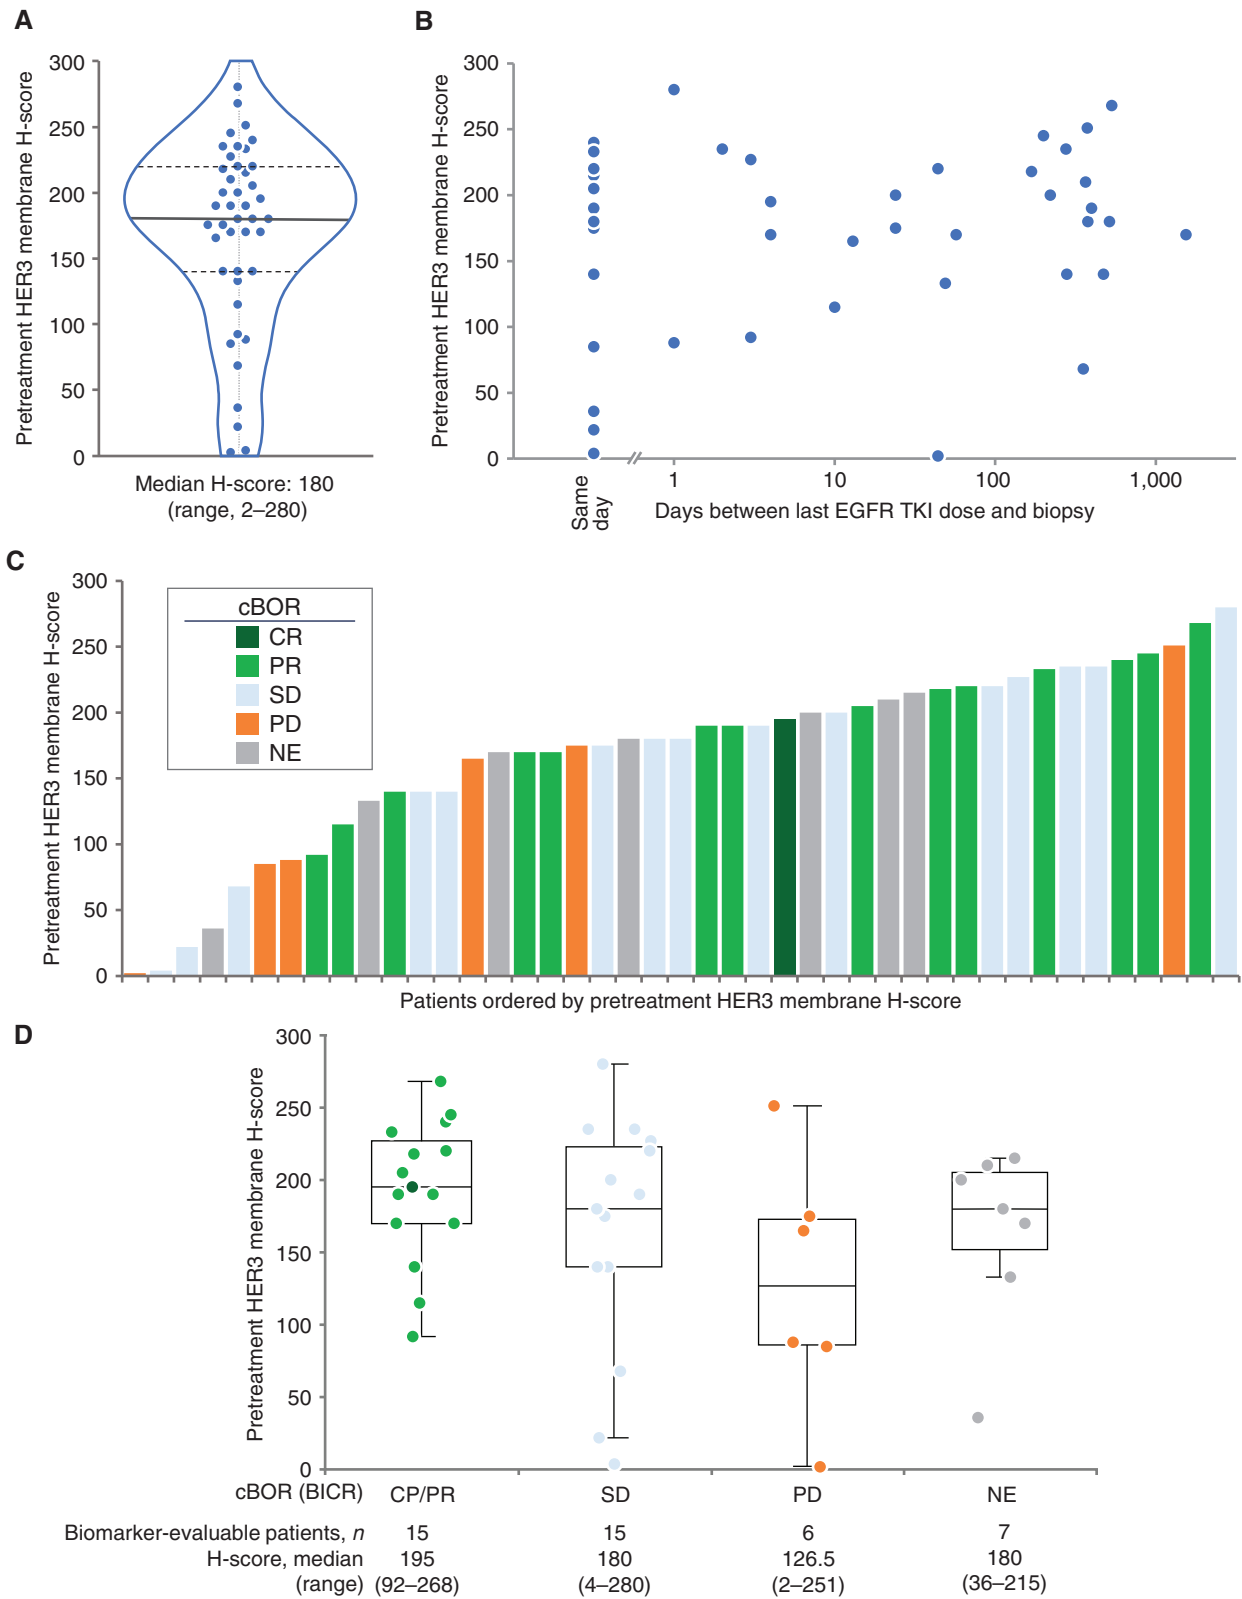 A
Pretreatment HER3 membrane H-score
300
250
200
150
100
50
0
Median H-score: 180
(range, 2–280)
B
Pretreatment HER3 membrane H-score
300
250
200
150
100
50
0
Same
day
1
10
100
1,000
Days between last EGFR TKI dose and biopsy
C
Pretreatment HER3 membrane H-score
300
250
200
150
100
50
0
cBOR
CR
PR
SD
PD
NE
Patients ordered by pretreatment HER3 membrane H-score
D
Pretreatment HER3 membrane H-score
300
250
200
150
100
50
0
cBOR (BICR) CP/PR SD PD NE
Biomarker-evaluable patients, n 15 15 6 7
H-score, median 195 180 126.5 180
(range) (92–268) (4–280) (2–251) (36–215)